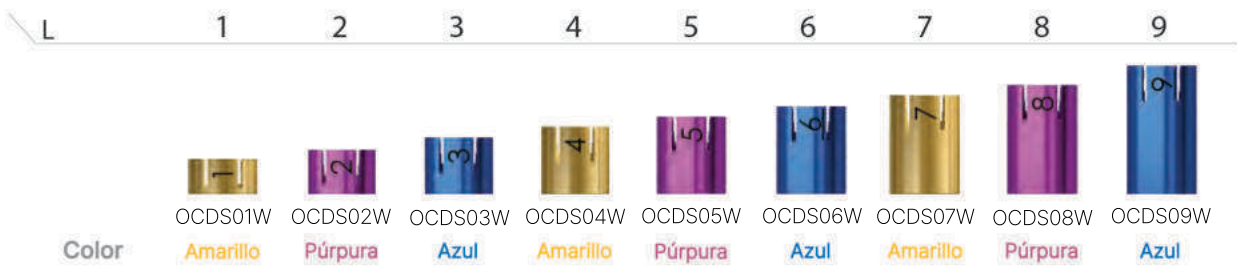 L 1 2 3 4 5 6 7 8 9
1 2 3 4 5 6 7 8 9
OCDS01W OCDS02W OCDS03W OCDS04W OCDS05W OCDS06W OCDS07W OCDS08W OCDS09W
Color Amarillo Púrpura Azul Amarillo Púrpura Azul Amarillo Púrpura Azul